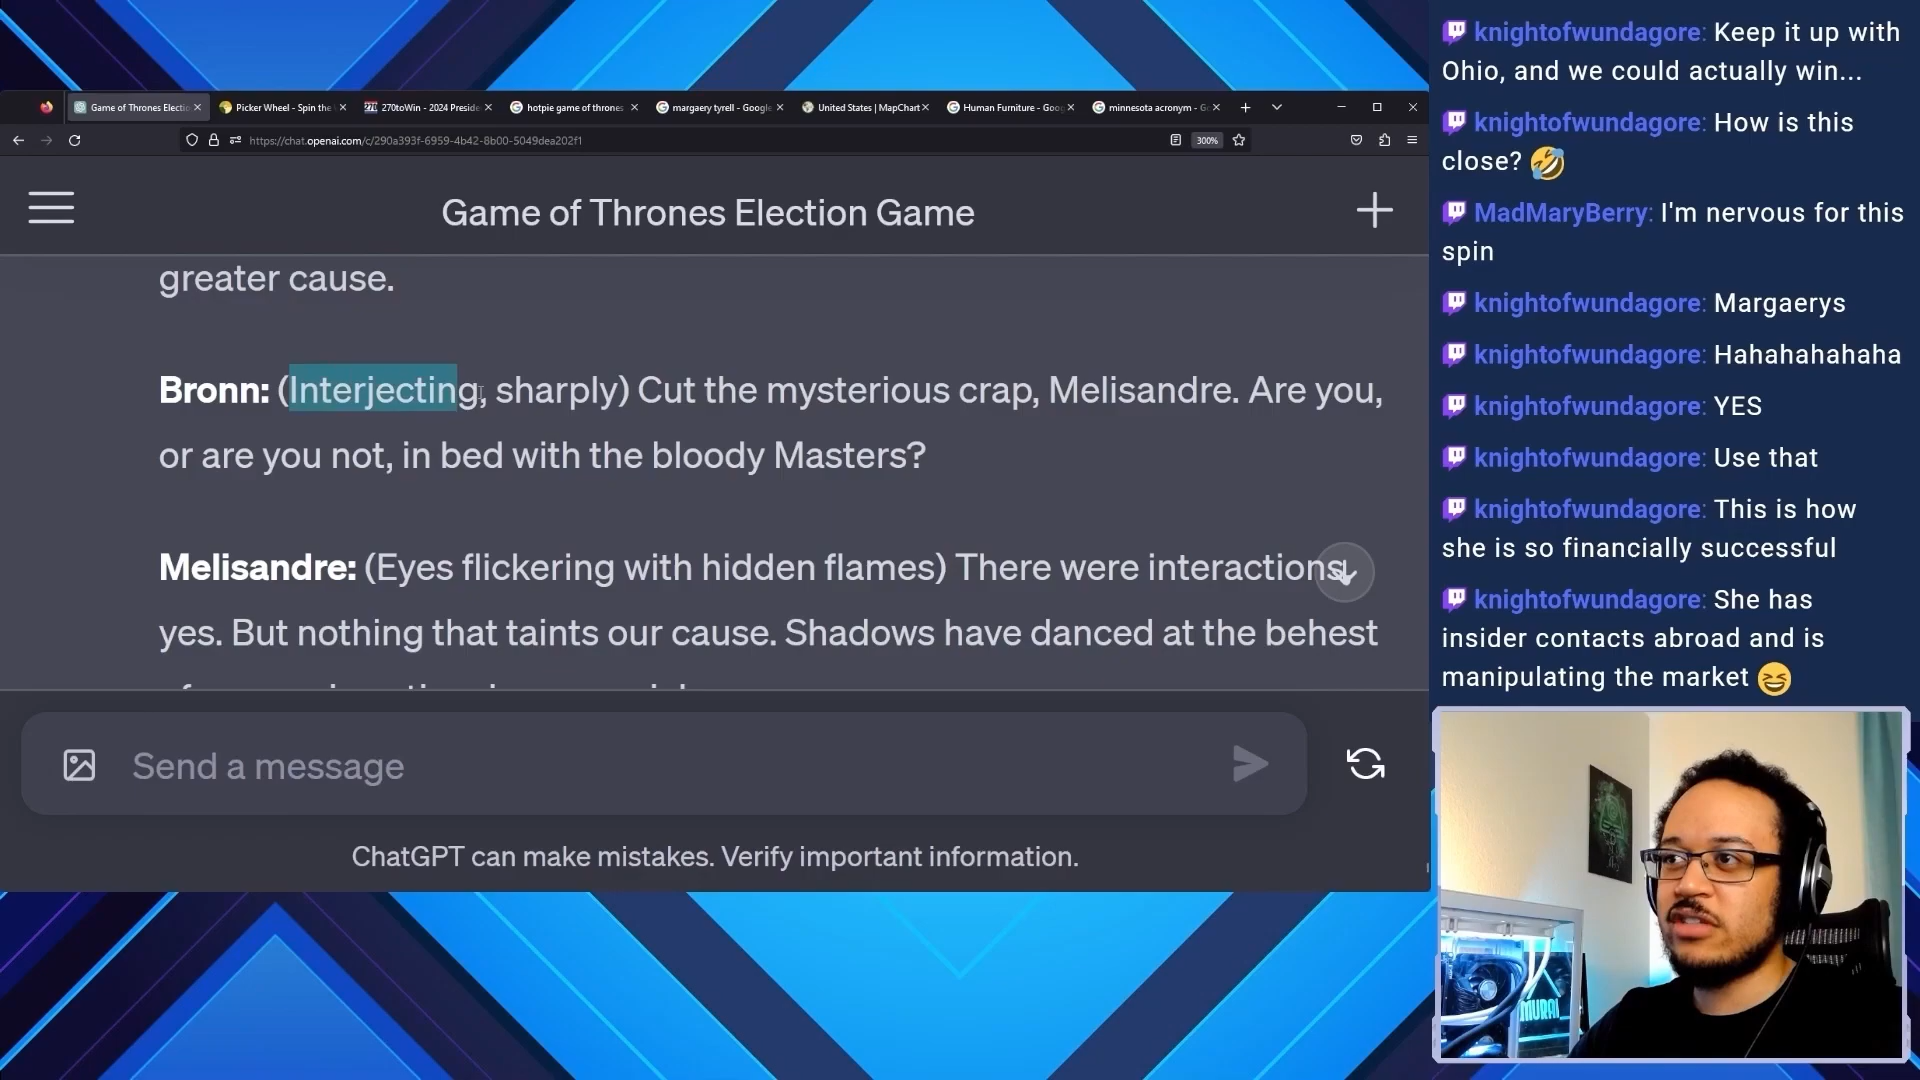 Game of Thrones Electio
Picker Wheel - Spin the
270toWin - 2024 Preside
hotpie game of thrones
margaery tyrell - Google
United States | MapChart
Human Furniture - Goo
minnesota acronym - G
https://chat.openai.com/c/290a393f-6959-4b42-8b00-5049dea202f1
300%
Game of Thrones Election Game
greater cause.
Bronn: (Interjecting, sharply) Cut the mysterious crap, Melisandre. Are you,
or are you not, in bed with the bloody Masters?
Melisandre: (Eyes flickering with hidden flames) There were interactions,
yes. But nothing that taints our cause. Shadows have danced at the behest
Send a message
ChatGPT can make mistakes. Verify important information.
knightofwundagore: Keep it up with
Ohio, and we could actually win...
knightofwundagore: How is this
close? 🤣
MadMaryBerry: I'm nervous for this
spin
knightofwundagore: Margaerys
knightofwundagore: Hahahahahaha
knightofwundagore: YES
knightofwundagore: Use that
knightofwundagore: This is how
she is so financially successful
knightofwundagore: She has
insider contacts abroad and is
manipulating the market 😆
MURAI